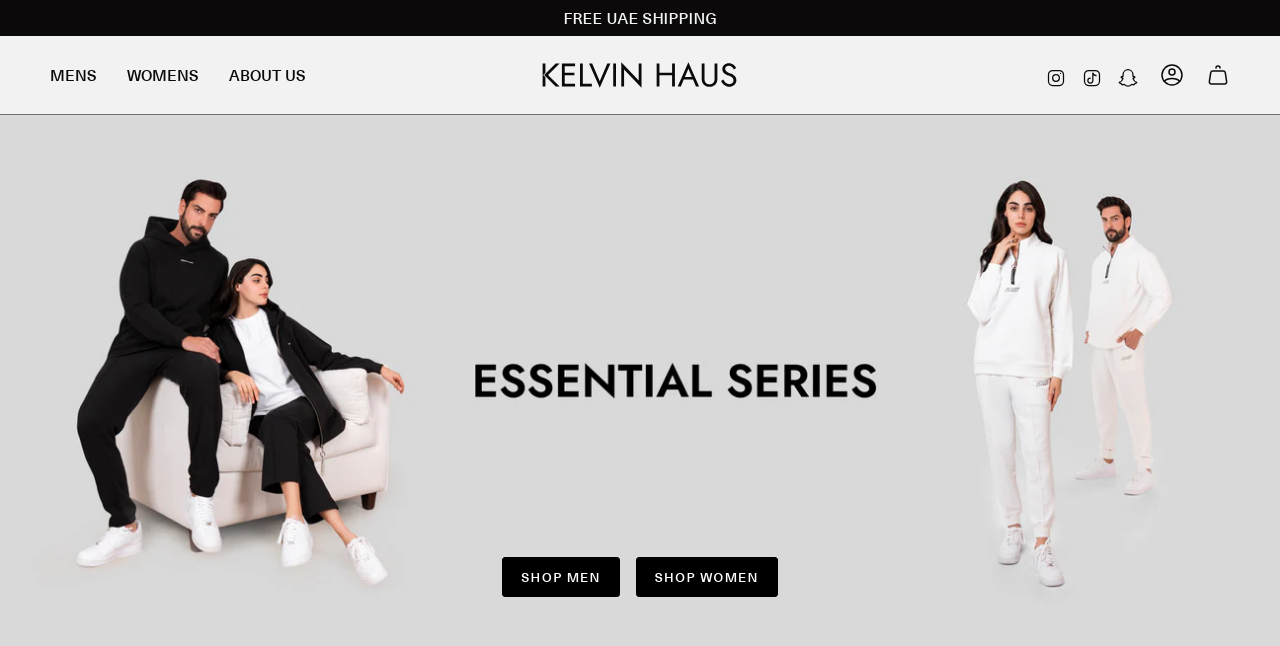 FREE UAE SHIPPING
MENS WOMENS ABOUT US
KELVIN HAUS
ESSENTIAL SERIES
SHOP MEN
SHOP WOMEN